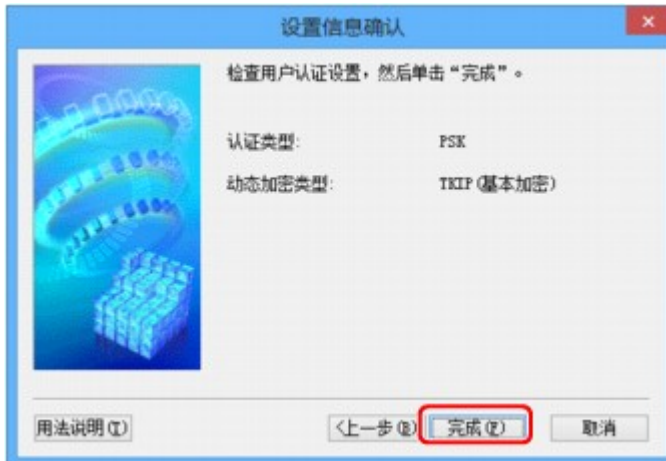 设置信息确认
检查用户认证设置，然后单击“完成”。
认证类型: PSK
动态加密类型: TKIP(基本加密)
用法说明(I) <上一步(B) 完成(F) 取消